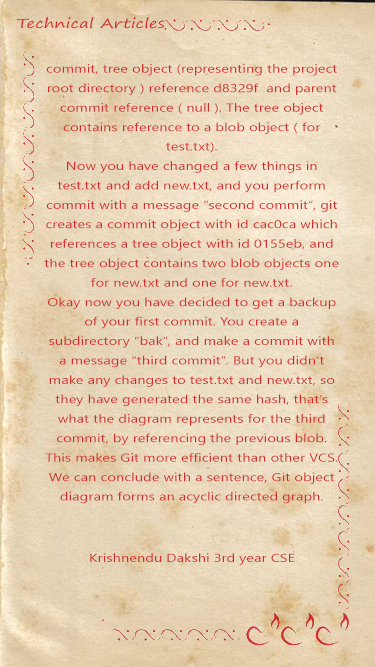 Technical Articles
commit, tree object (representing the project
root directory ) reference d8329f  and parent
commit reference ( null ). The tree object
contains reference to a blob object ( for
test.txt).
Now you have changed a few things in
test.txt and add new.txt, and you perform
commit with a message “second commit”, git
creates a commit object with id cac0ca which
references a tree object with id 0155eb, and
the tree object contains two blob objects one
for new.txt and one for new.txt.
Okay now you have decided to get a backup
of your first commit. You create a
subdirectory “bak”, and make a commit with
a message “third commit”. But you didn't
make any changes to test.txt and new.txt, so
they have generated the same hash, that's
what the diagram represents for the third
commit, by referencing the previous blob.
This makes Git more efficient than other VCS.
We can conclude with a sentence, Git object
diagram forms an acyclic directed graph.
Krishnendu Dakshi 3rd year CSE